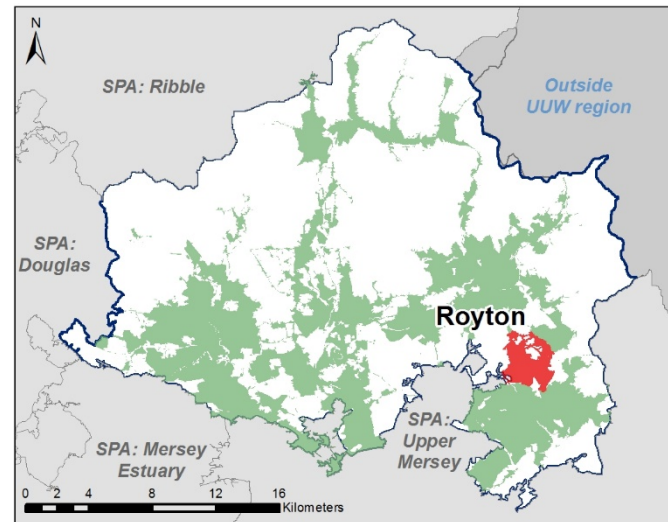 N
SPA: Ribble
Outside
UUW region
SPA:
Douglas
Royton
SPA:
Upper
Mersey
SPA: Mersey
Estuary
0 2 4 8 12 16
Kilometers